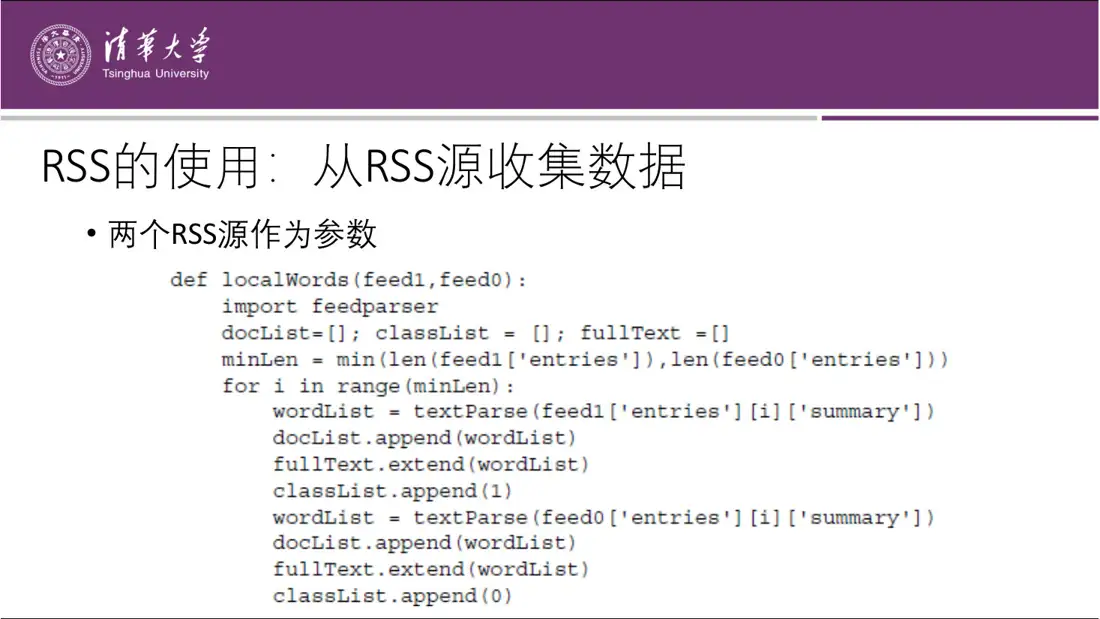 清华大学
Tsinghua University
RSS的使用：从RSS源收集数据
• 两个RSS源作为参数
def localWords(feed1,feed0):
    import feedparser
    docList=[]; classList = []; fullText =[]
    minLen = min(len(feed1['entries']),len(feed0['entries']))
    for i in range(minLen):
        wordList = textParse(feed1['entries'][i]['summary'])
        docList.append(wordList)
        fullText.extend(wordList)
        classList.append(1)
        wordList = textParse(feed0['entries'][i]['summary'])
        docList.append(wordList)
        fullText.extend(wordList)
        classList.append(0)